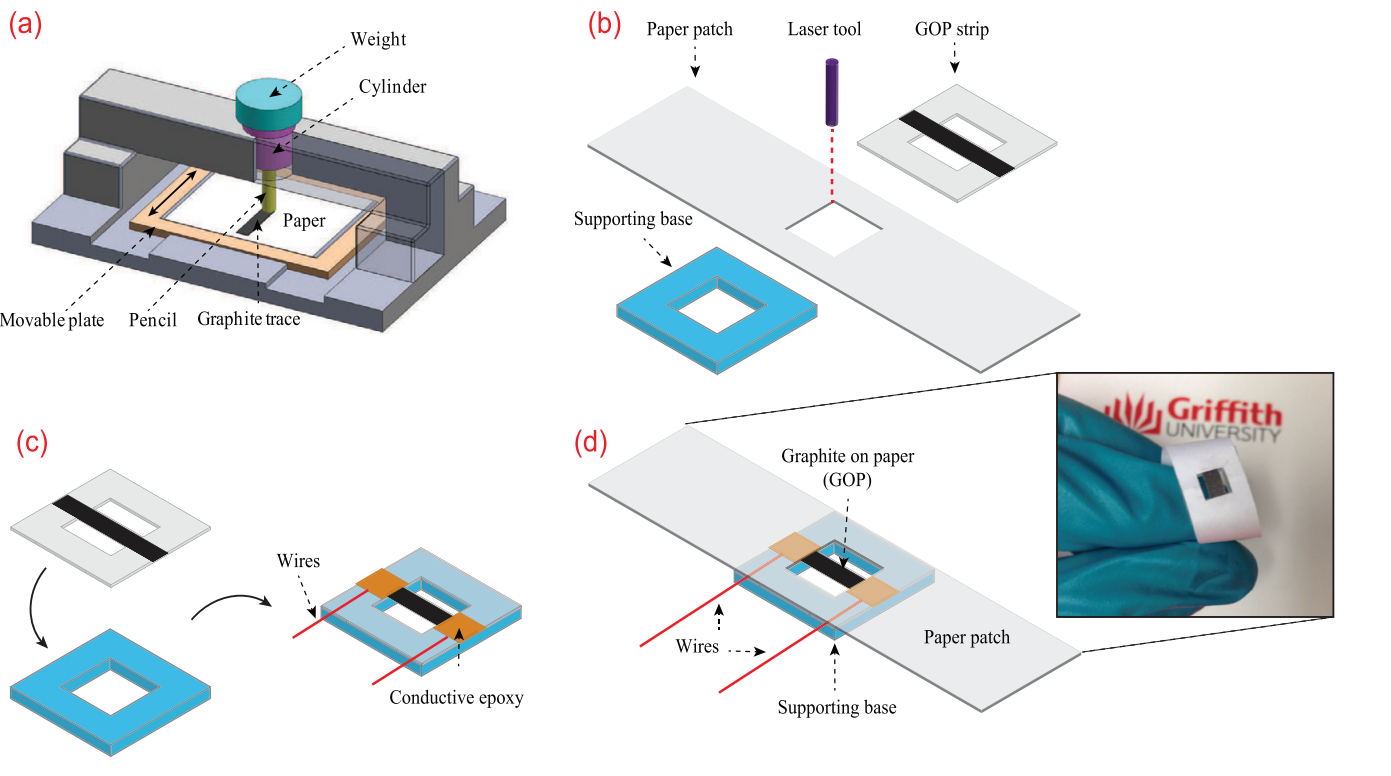 (a)
Weight
Cylinder
Paper
Movable plate
Pencil
Graphite trace
(b)
Paper patch
Laser tool
GOP strip
Supporting base
(c)
Wires
Conductive epoxy
(d)
Graphite on paper
(GOP)
Wires
Paper patch
Supporting base
Griffith
UNIVERSITY